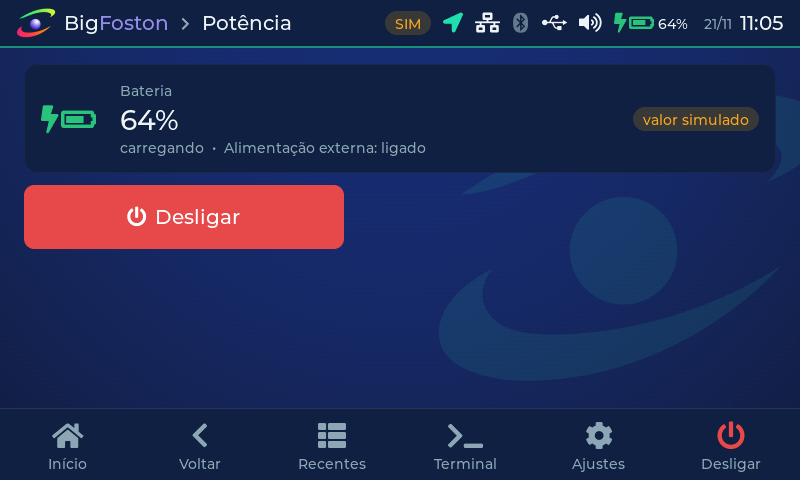 BigFoston > Potência SIM 64% 21/11 11:05
Bateria
64%
valor simulado
carregando • Alimentação externa: ligado
Desligar
Início Voltar Recentes Terminal Ajustes Desligar